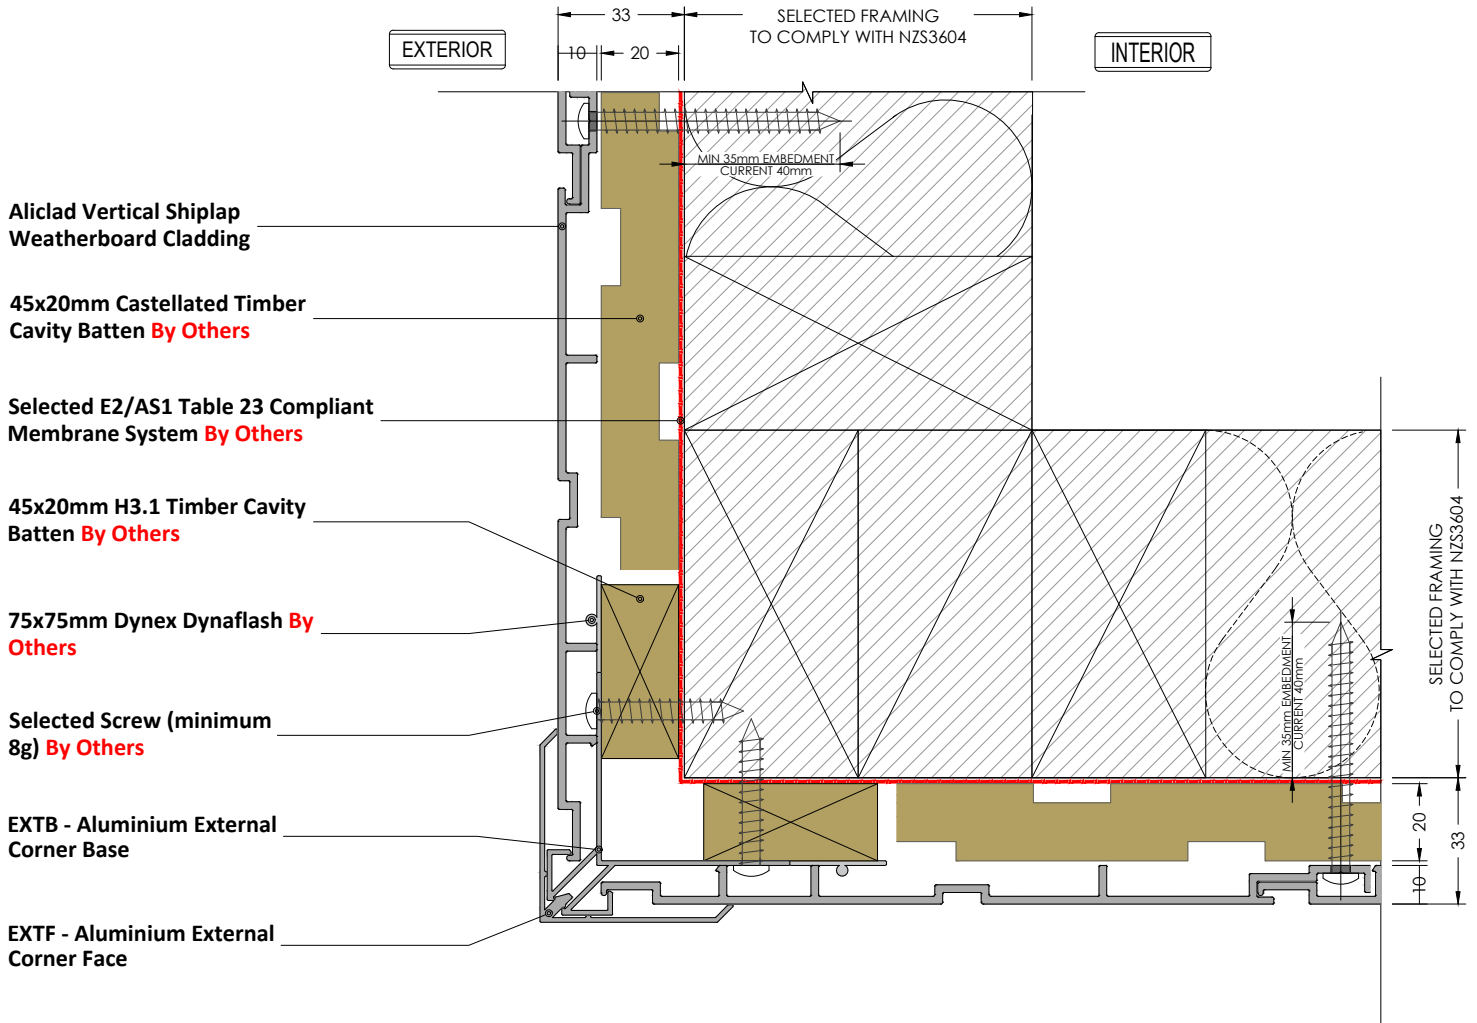 33
SELECTED FRAMING
TO COMPLY WITH NZS3604
EXTERIOR
10
20
INTERIOR
MIN 35mm EMBEDMENT
CURRENT 40mm
Aliclad Vertical Shiplap
Weatherboard Cladding
45x20mm Castellated Timber
Cavity Batten By Others
Selected E2/AS1 Table 23 Compliant
Membrane System By Others
45x20mm H3.1 Timber Cavity
Batten By Others
75x75mm Dynex Dynaflash By
Others
Selected Screw (minimum
8g) By Others
EXTB - Aluminium External
Corner Base
EXTF - Aluminium External
Corner Face
MIN 35mm EMBEDMENT
CURRENT 40mm
SELECTED FRAMING
TO COMPLY WITH NZS3604
20
33
10